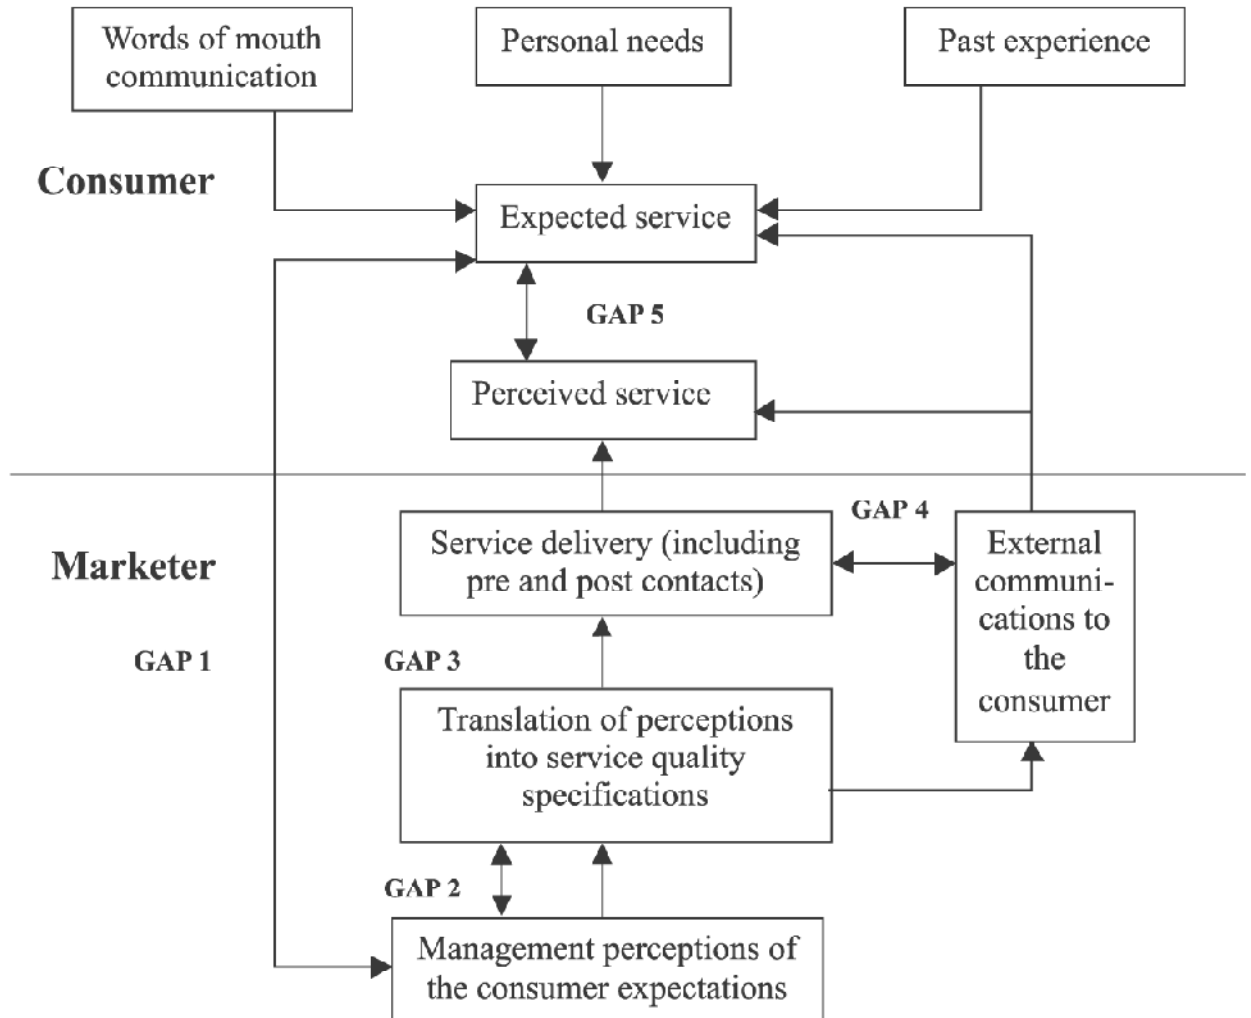 Words of mouth
communication
Personal needs
Past experience
Consumer
Expected service
GAP 5
Perceived service
GAP 4
Marketer
Service delivery (including
pre and post contacts)
External
communi-
cations to
the
consumer
GAP 1
GAP 3
Translation of perceptions
into service quality
specifications
GAP 2
Management perceptions of
the consumer expectations